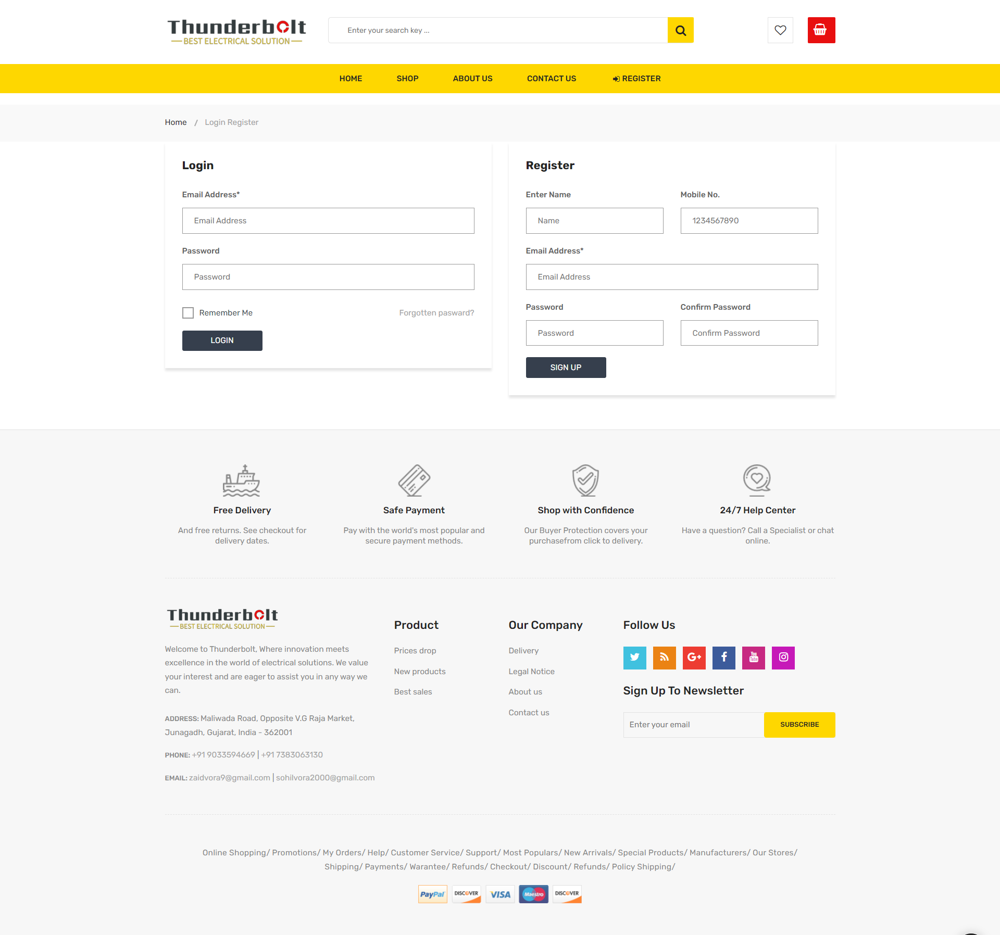 Thunderbolt
BEST ELECTRICAL SOLUTION
Enter your search key ...
HOME SHOP ABOUT US CONTACT US REGISTER
Home / Login Register
Login
Email Address*
Email Address
Password
Password
Remember Me Forgotten pasward?
LOGIN
Register
Enter Name Mobile No.
Name 1234567890
Email Address*
Email Address
Password Confirm Password
Password Confirm Password
SIGN UP
Free Delivery
And free returns. See checkout for
delivery dates.
Safe Payment
Pay with the world's most popular and
secure payment methods.
Shop with Confidence
Our Buyer Protection covers your
purchasefrom click to delivery.
24/7 Help Center
Have a question? Call a Specialist or chat
online.
Thunderbolt
BEST ELECTRICAL SOLUTION
Welcome to Thunderbolt, Where innovation meets
excellence in the world of electrical solutions. We value
your interest and are eager to assist you in any way we
can.
ADDRESS: Maliwada Road, Opposite V.G Raja Market,
Junagadh, Gujarat, India - 362001
PHONE: +91 9033594669 | +91 7383063130
EMAIL: zaidvora9@gmail.com | sohilvora2000@gmail.com
Product
Prices drop
New products
Best sales
Our Company
Delivery
Legal Notice
About us
Contact us
Follow Us
G+ f You Tube
Sign Up To Newsletter
Enter your email SUBSCRIBE
Online Shopping/ Promotions/ My Orders/ Help/ Customer Service/ Support/ Most Populars/ New Arrivals/ Special Products/ Manufacturers/ Our Stores/
Shipping/ Payments/ Warantee/ Refunds/ Checkout/ Discount/ Refunds/ Policy Shipping/
PayPal DISCOVER VISA Maestro DISCOVER